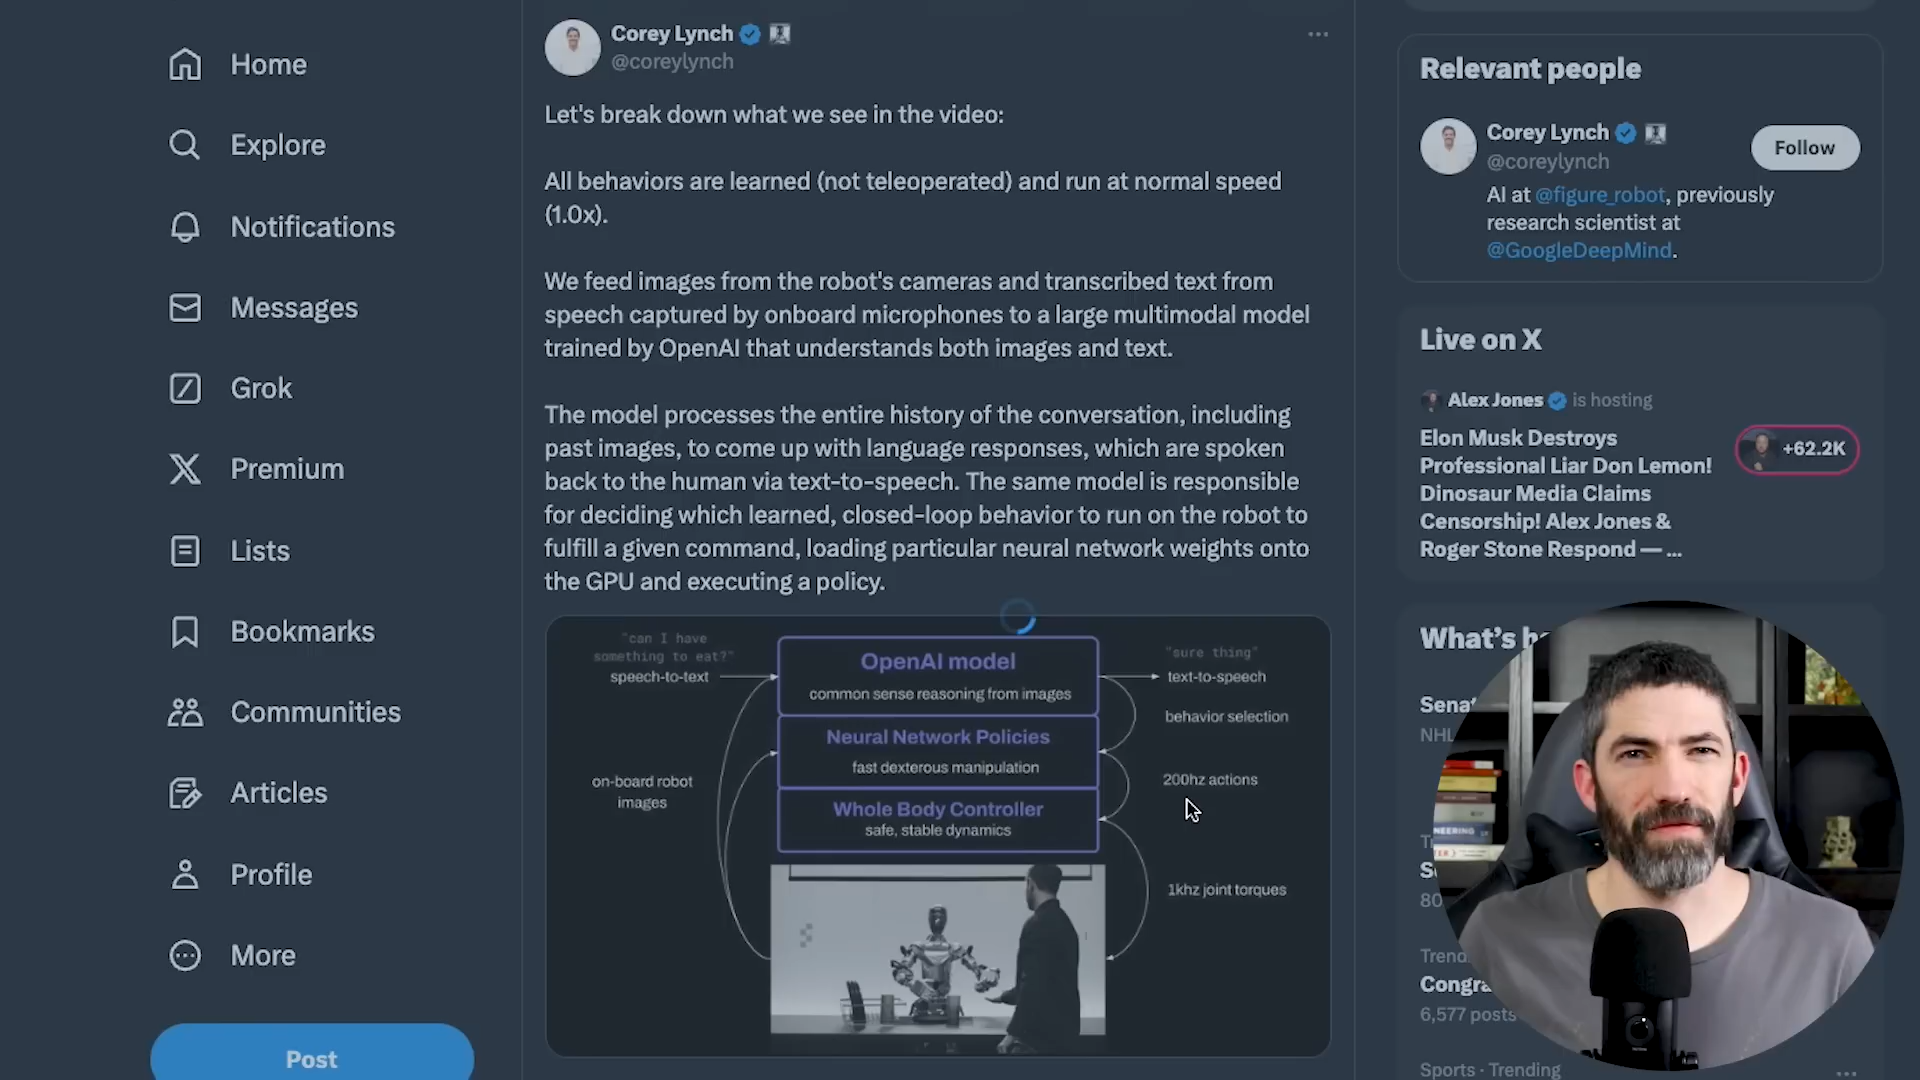 Home
Explore
Notifications
Messages
Grok
Premium
Lists
Bookmarks
Communities
Articles
Profile
More
Post
Corey Lynch
@coreylynch
Let's break down what we see in the video:
All behaviors are learned (not teleoperated) and run at normal speed
(1.0x).
We feed images from the robot's cameras and transcribed text from
speech captured by onboard microphones to a large multimodal model
trained by OpenAI that understands both images and text.
The model processes the entire history of the conversation, including
past images, to come up with language responses, which are spoken
back to the human via text-to-speech. The same model is responsible
for deciding which learned, closed-loop behavior to run on the robot to
fulfill a given command, loading particular neural network weights onto
the GPU and executing a policy.
"can I have
something to eat?"
speech-to-text
on-board robot
images
OpenAI model
common sense reasoning from images
Neural Network Policies
fast dexterous manipulation
Whole Body Controller
safe, stable dynamics
"sure thing"
text-to-speech
behavior selection
200hz actions
1khz joint torques
Relevant people
Corey Lynch
@coreylynch
Follow
AI at @figure_robot, previously
research scientist at
@GoogleDeepMind.
Live on X
Alex Jones is hosting
Elon Musk Destroys
Professional Liar Don Lemon!
Dinosaur Media Claims
Censorship! Alex Jones &
Roger Stone Respond — ...
+62.2K
What's h
Senat
NHL
80
Trend
Congra
6,577 posts
Sports · Trending
NEERING